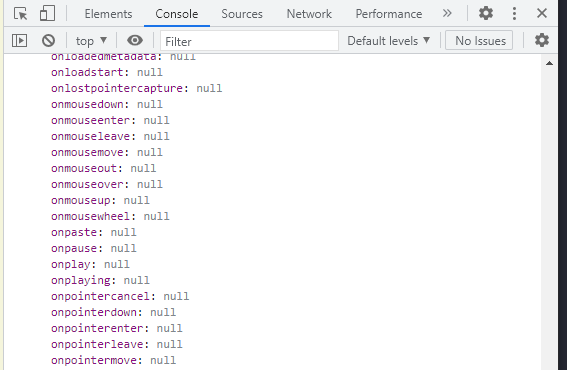 Elements Console Sources Network Performance »
top ▼ Filter Default levels ▼ No Issues
onloadedmetadata: null
onloadstart: null
onlostpointercapture: null
onmousedown: null
onmouseenter: null
onmouseleave: null
onmousemove: null
onmouseout: null
onmouseover: null
onmouseup: null
onmousewheel: null
onpaste: null
onpause: null
onplay: null
onplaying: null
onpointercancel: null
onpointerdown: null
onpointerenter: null
onpointerleave: null
onpointermove: null